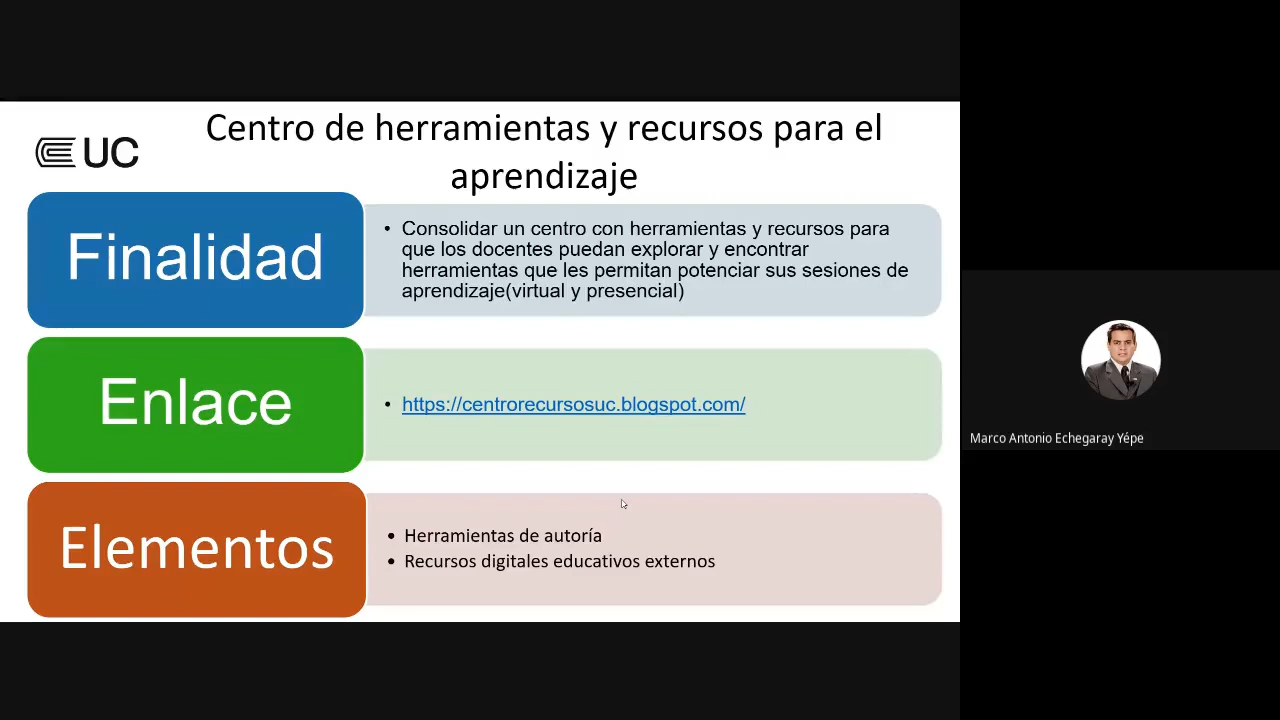 Centro de herramientas y recursos para el
aprendizaje
UC
Finalidad
• Consolidar un centro con herramientas y recursos para
que los docentes puedan explorar y encontrar
herramientas que les permitan potenciar sus sesiones de
aprendizaje(virtual y presencial)
Enlace
• https://centrorecursosuc.blogspot.com/
Elementos
• Herramientas de autoría
• Recursos digitales educativos externos
Marco Antonio Echegaray Yépe